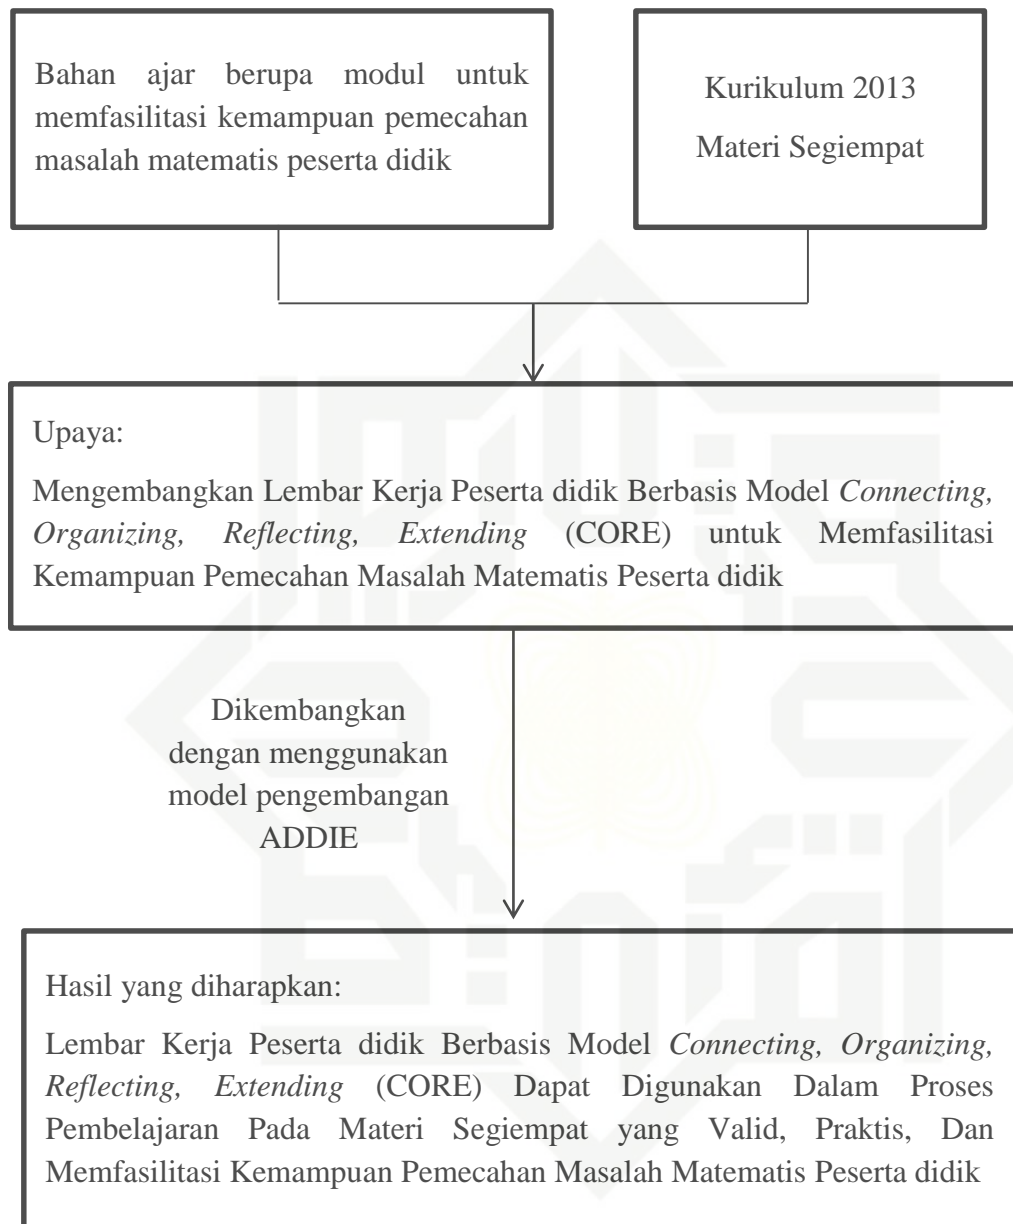 Bahan ajar berupa modul untuk
memfasilitasi kemampuan pemecahan
masalah matematis peserta didik
Kurikulum 2013
Materi Segiempat
Upaya:
Mengembangkan Lembar Kerja Peserta didik Berbasis Model Connecting,
Organizing, Reflecting, Extending (CORE) untuk Memfasilitasi
Kemampuan Pemecahan Masalah Matematis Peserta didik
Dikembangkan
dengan menggunakan
model pengembangan
ADDIE
Hasil yang diharapkan:
Lembar Kerja Peserta didik Berbasis Model Connecting, Organizing,
Reflecting, Extending (CORE) Dapat Digunakan Dalam Proses
Pembelajaran Pada Materi Segiempat yang Valid, Praktis, Dan
Memfasilitasi Kemampuan Pemecahan Masalah Matematis Peserta didik